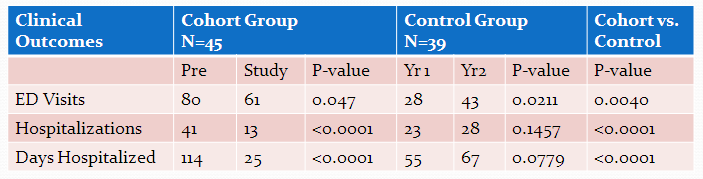 Clinical Outcomes Cohort Group N=45 Control Group N=39 Cohort vs. Control
Pre Study P-value Yr 1 Yr2 P-value P-value
ED Visits 80 61 0.047 28 43 0.0211 0.0040
Hospitalizations 41 13 <0.0001 23 28 0.1457 <0.0001
Days Hospitalized 114 25 <0.0001 55 67 0.0779 <0.0001